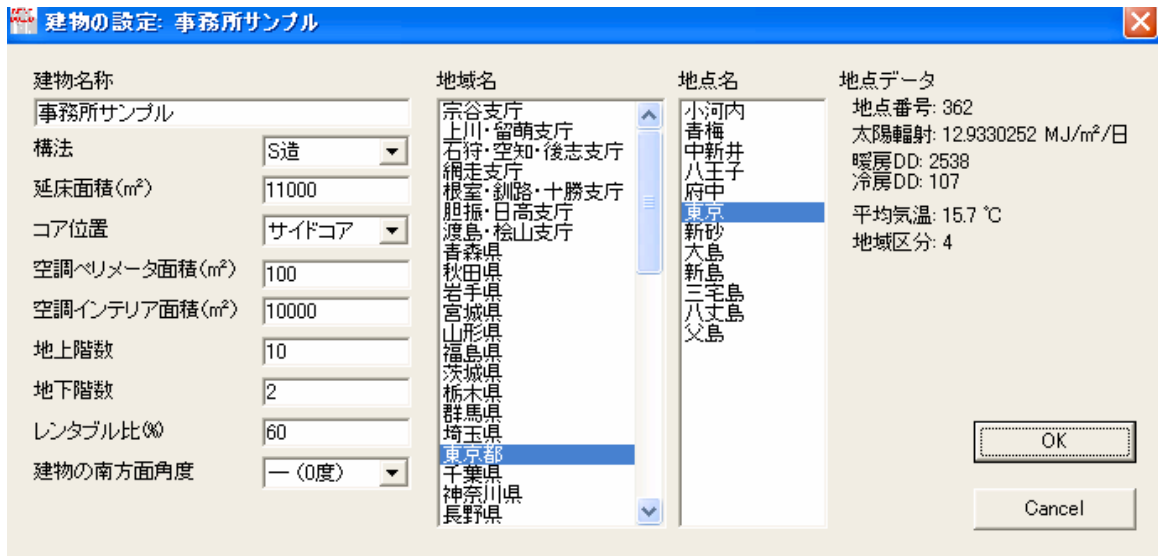 建物の設定: 事務所サンプル
建物名称
事務所サンプル
構法
S造
延床面積(㎡)
11000
コア位置
サイドコア
空調ペリメータ面積(㎡)
100
空調インテリア面積(㎡)
10000
地上階数
10
地下階数
2
レンタブル比(%)
60
建物の南方面角度
― (0度)
地域名
宗谷支庁
上川・留萌支庁
石狩・空知・後志支庁
網走支庁
根室・釧路・十勝支庁
胆振・日高支庁
渡島・桧山支庁
青森県
秋田県
岩手県
宮城県
山形県
福島県
茨城県
栃木県
群馬県
埼玉県
東京都
千葉県
神奈川県
長野県
地点名
小河内
青梅
中新井
八王子
府中
東京
新砂
大島
新島
三宅島
八丈島
父島
地点データ
地点番号: 362
太陽輻射: 12.9330252 MJ/㎡/日
暖房DD: 2538
冷房DD: 107
平均気温: 15.7 ℃
地域区分: 4
OK
Cancel